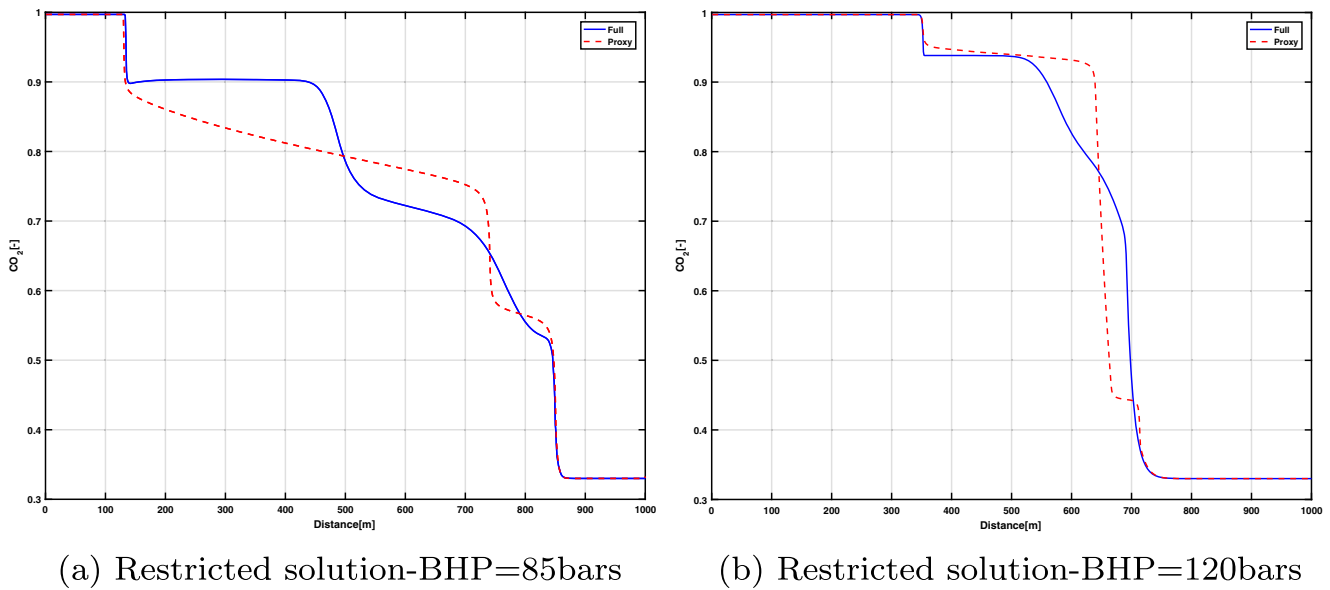 1
0.9
0.8
0.7
0.6
0.5
0.4
0.3
CO2[-]
0 100 200 300 400 500 600 700 800 900 1000
Distance[m]
Full
Proxy
(a) Restricted solution-BHP=85bars
1
0.9
0.8
0.7
0.6
0.5
0.4
0.3
CO2[-]
0 100 200 300 400 500 600 700 800 900 1000
Distance[m]
Full
Proxy
(b) Restricted solution-BHP=120bars